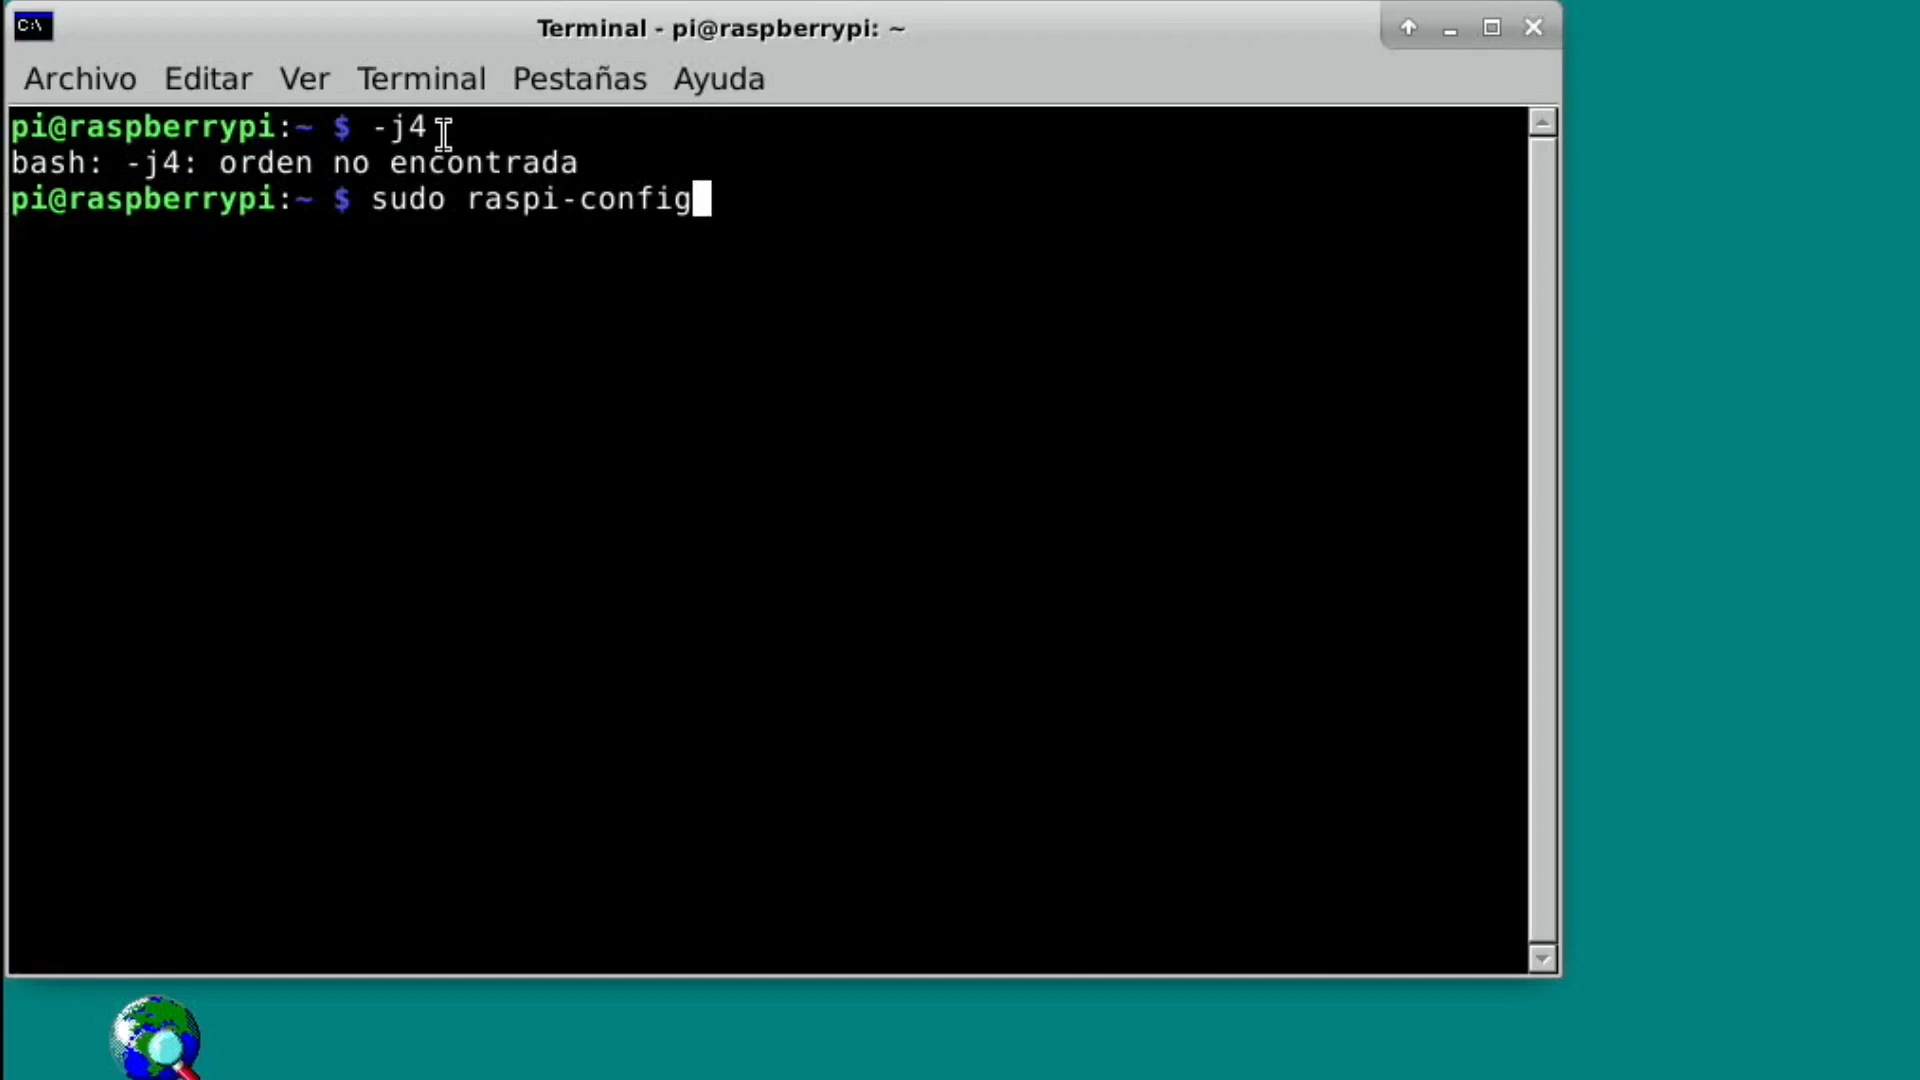 C:\
Terminal - pi@raspberrypi: ~
Archivo Editar Ver Terminal Pestañas Ayuda
pi@raspberrypi:~ $ -j4
bash: -j4: orden no encontrada
pi@raspberrypi:~ $ sudo raspi-config